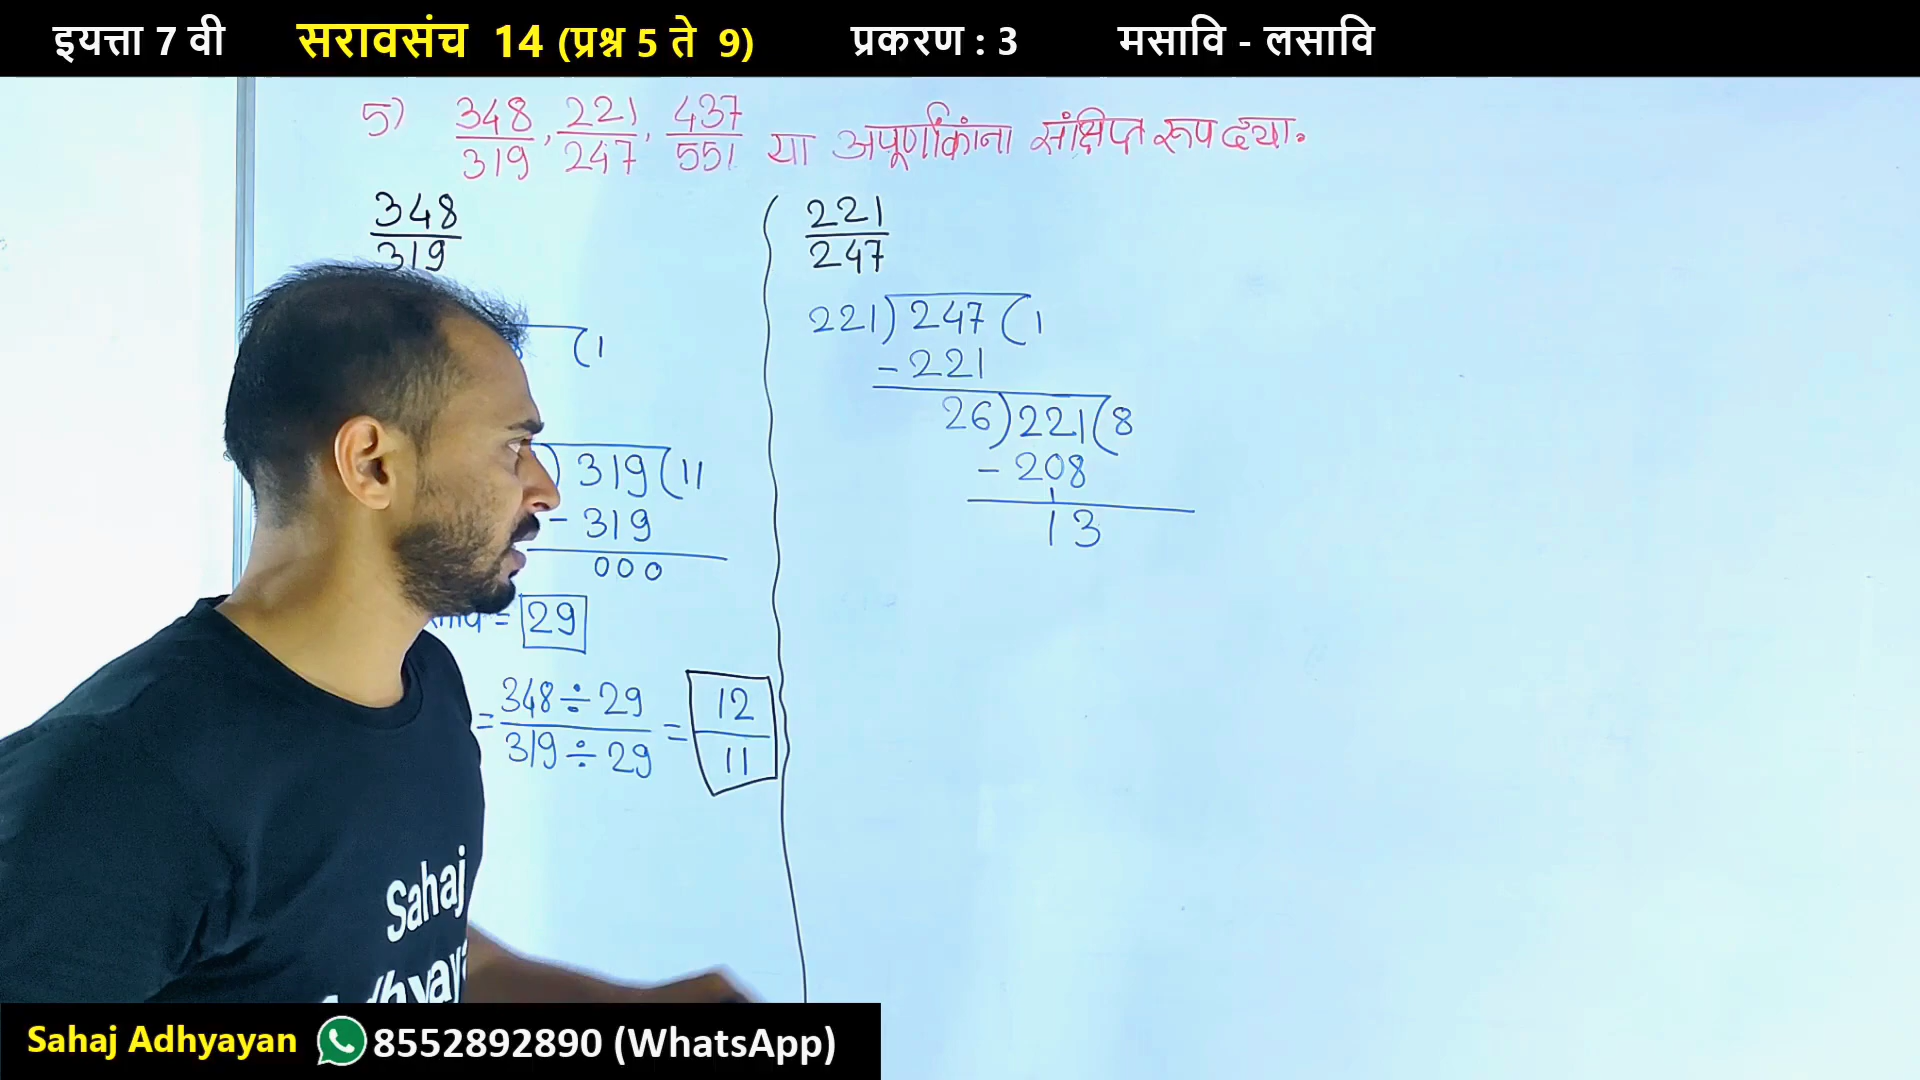 इयत्ता 7 वी सरावसंच 14 (प्रश्न 5 ते 9) प्रकरण : 3 मसावि - लसावि
5) 348/319, 221/247, 437/551 या अपूर्णांकांना संक्षिप्त रूप द्या.
348
319
(1
) 319 (11
- 319
000
= 29
= 348 ÷ 29 / 319 ÷ 29 = 12/11
221
247
221) 247 (1
- 221
26) 221 (8
- 208
13
Sahaj
Sahaj Adhyayan 8552892890 (WhatsApp)